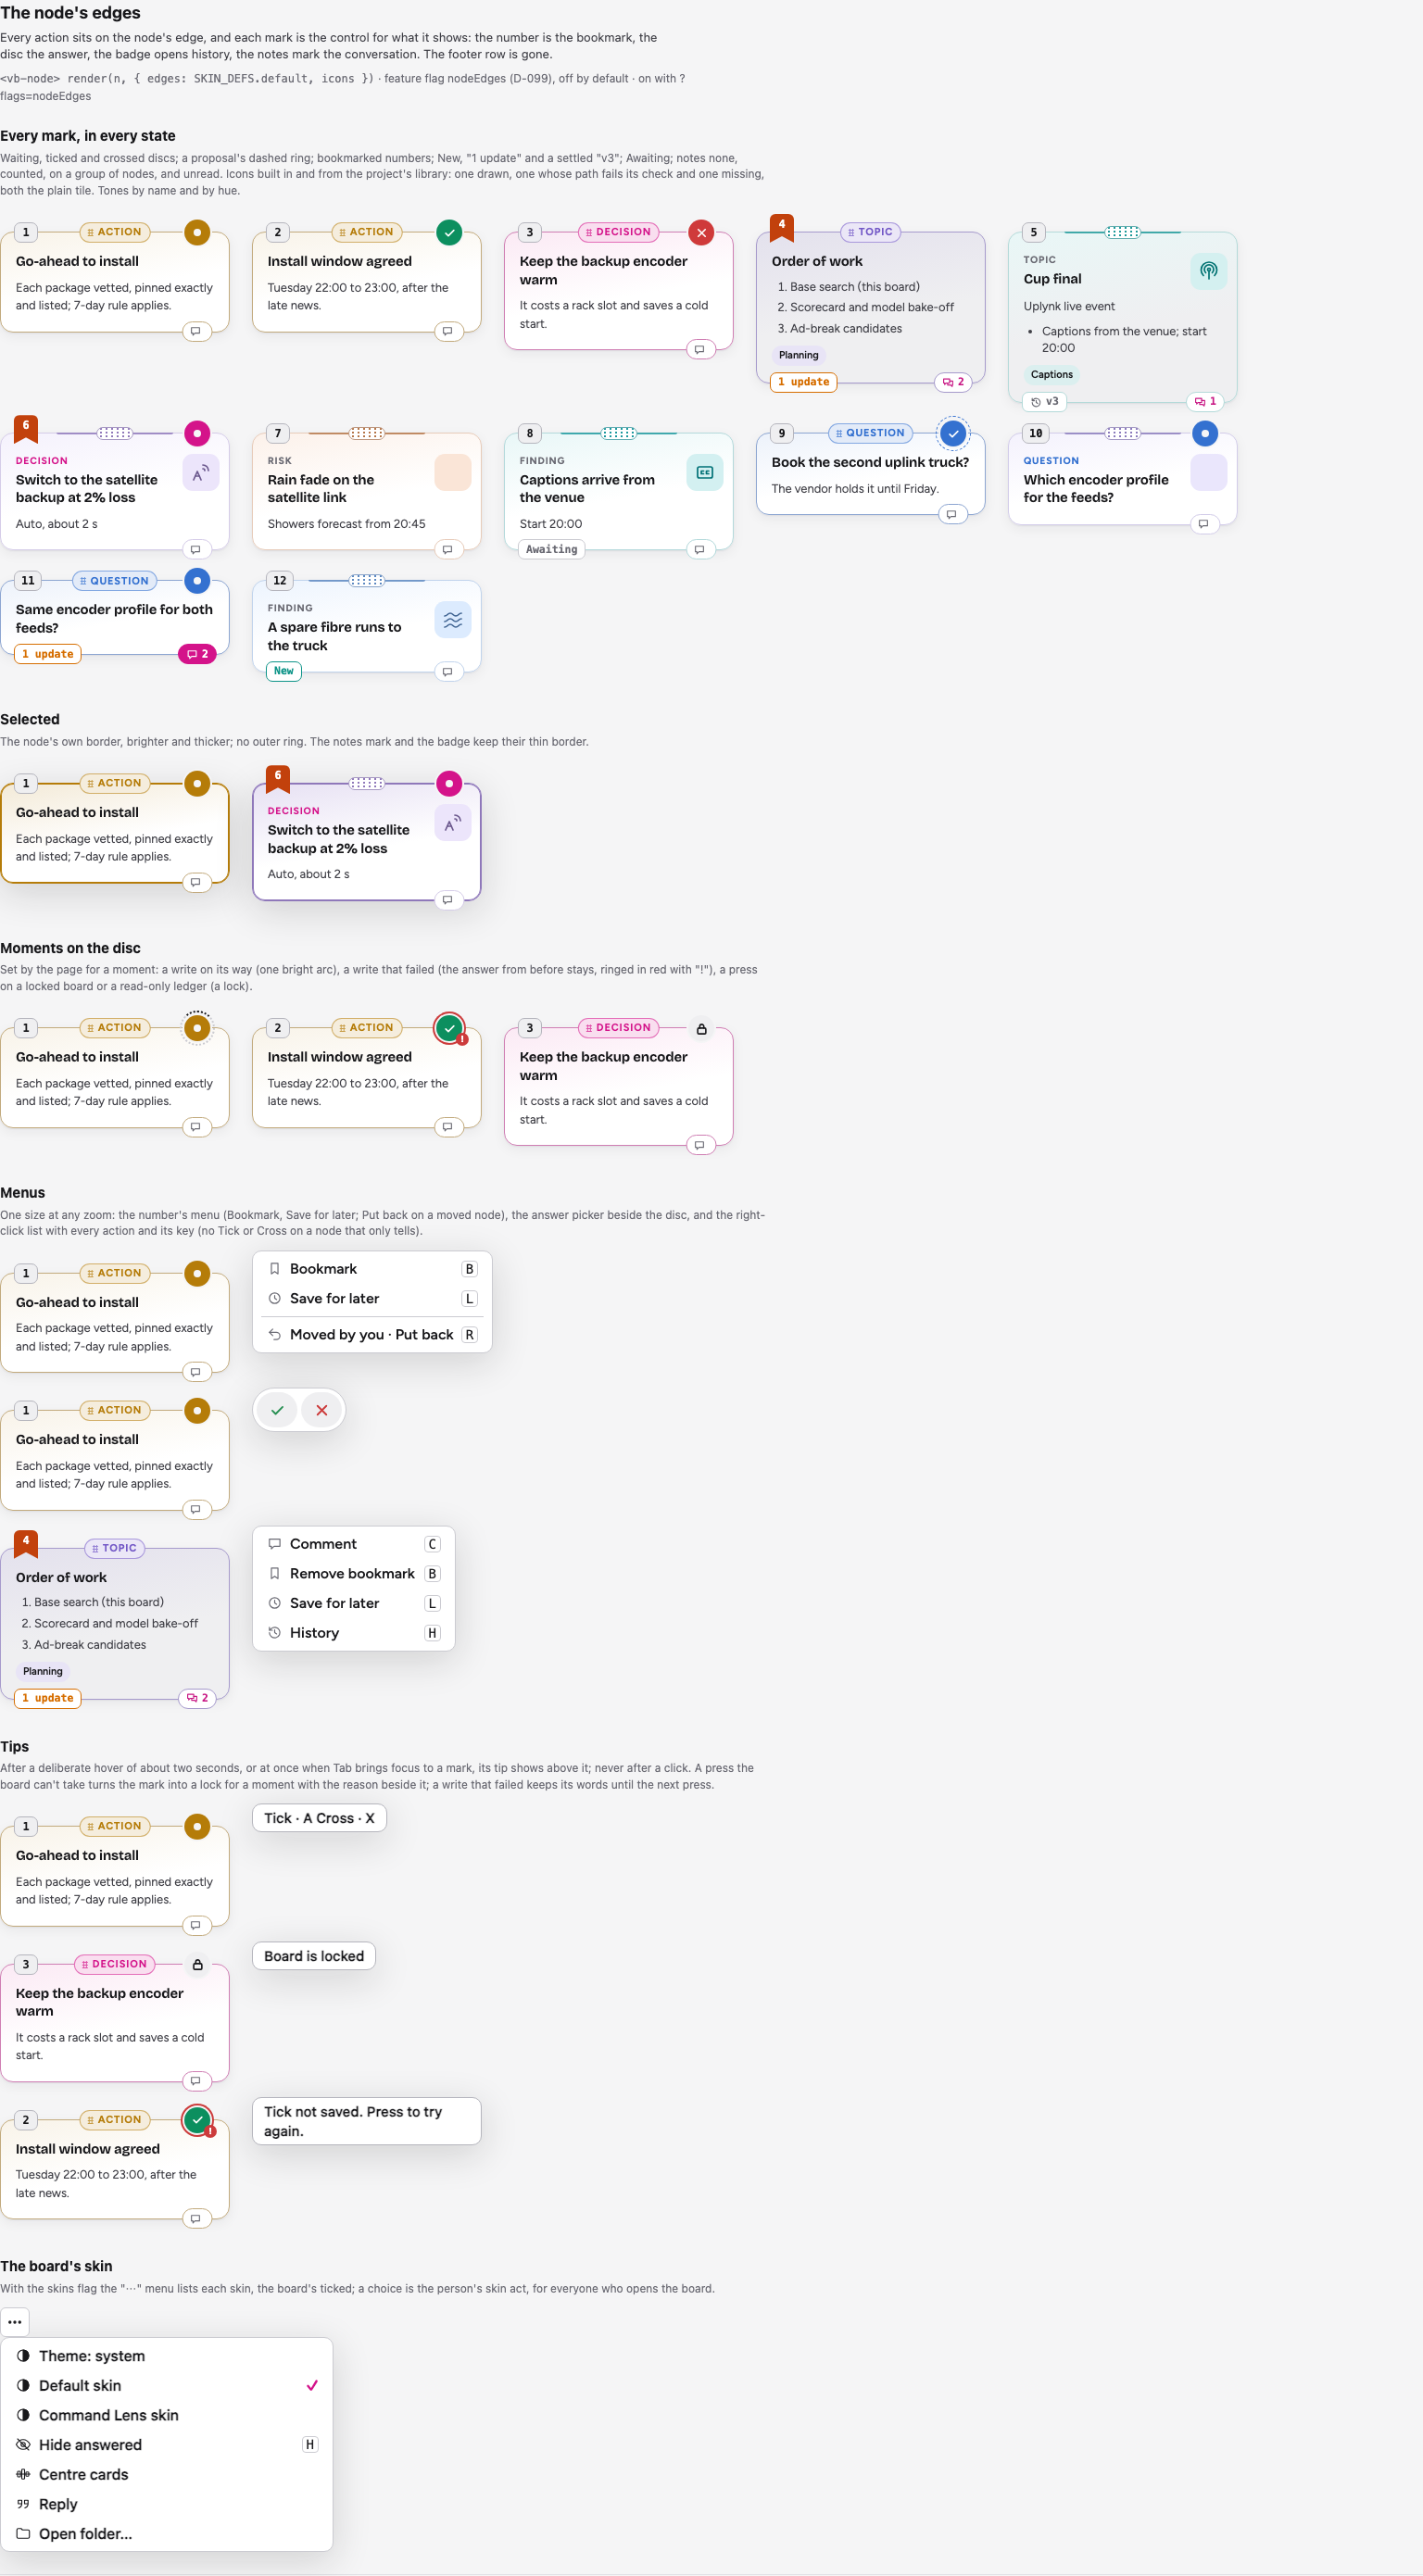 The node's edges
Every action sits on the node's edge, and each mark is the control for what it shows: the number is the bookmark, the
disc the answer, the badge opens history, the notes mark the conversation. The footer row is gone.
<vb-node> render(n, { edges: SKIN_DEFS.default, icons }) · feature flag nodeEdges (D-099), off by default · on with ?
flags=nodeEdges
Every mark, in every state
Waiting, ticked and crossed discs; a proposal's dashed ring; bookmarked numbers; New, "1 update" and a settled "v3"; Awaiting; notes none,
counted, on a group of nodes, and unread. Icons built in and from the project's library: one drawn, one whose path fails its check and one missing,
both the plain tile. Tones by name and by hue.
1 ACTION
Go-ahead to install
Each package vetted, pinned exactly
and listed; 7-day rule applies.
2 ACTION
Install window agreed
Tuesday 22:00 to 23:00, after the
late news.
3 DECISION
Keep the backup encoder
warm
It costs a rack slot and saves a cold
start.
4 TOPIC
Order of work
1. Base search (this board)
2. Scorecard and model bake-off
3. Ad-break candidates
Planning
1 update 2
5
TOPIC
Cup final
Uplynk live event
• Captions from the venue; start
20:00
Captions
v3 1
6
DECISION
Switch to the satellite
backup at 2% loss
Auto, about 2 s
7
RISK
Rain fade on the
satellite link
Showers forecast from 20:45
8
FINDING
Captions arrive from
the venue
Start 20:00
Awaiting
9 QUESTION
Book the second uplink truck?
The vendor holds it until Friday.
10
QUESTION
Which encoder profile
for the feeds?
11 QUESTION
Same encoder profile for both
feeds?
1 update 2
12
FINDING
A spare fibre runs to
the truck
New
Selected
The node's own border, brighter and thicker; no outer ring. The notes mark and the badge keep their thin border.
1 ACTION
Go-ahead to install
Each package vetted, pinned exactly
and listed; 7-day rule applies.
6
DECISION
Switch to the satellite
backup at 2% loss
Auto, about 2 s
Moments on the disc
Set by the page for a moment: a write on its way (one bright arc), a write that failed (the answer from before stays, ringed in red with "!"), a press
on a locked board or a read-only ledger (a lock).
1 ACTION
Go-ahead to install
Each package vetted, pinned exactly
and listed; 7-day rule applies.
2 ACTION
!
Install window agreed
Tuesday 22:00 to 23:00, after the
late news.
3 DECISION
Keep the backup encoder
warm
It costs a rack slot and saves a cold
start.
Menus
One size at any zoom: the number's menu (Bookmark, Save for later; Put back on a moved node), the answer picker beside the disc, and the right-
click list with every action and its key (no Tick or Cross on a node that only tells).
1 ACTION
Go-ahead to install
Each package vetted, pinned exactly
and listed; 7-day rule applies.
Bookmark B
Save for later L
Moved by you · Put back R
1 ACTION
Go-ahead to install
Each package vetted, pinned exactly
and listed; 7-day rule applies.
4 TOPIC
Order of work
1. Base search (this board)
2. Scorecard and model bake-off
3. Ad-break candidates
Planning
1 update 2
Comment C
Remove bookmark B
Save for later L
History H
Tips
After a deliberate hover of about two seconds, or at once when Tab brings focus to a mark, its tip shows above it; never after a click. A press the
board can't take turns the mark into a lock for a moment with the reason beside it; a write that failed keeps its words until the next press.
1 ACTION
Go-ahead to install
Each package vetted, pinned exactly
and listed; 7-day rule applies.
Tick · A Cross · X
3 DECISION
Keep the backup encoder
warm
It costs a rack slot and saves a cold
start.
Board is locked
2 ACTION
!
Install window agreed
Tuesday 22:00 to 23:00, after the
late news.
Tick not saved. Press to try
again.
The board's skin
With the skins flag the "⋯" menu lists each skin, the board's ticked; a choice is the person's skin act, for everyone who opens the board.
Theme: system
Default skin
Command Lens skin
Hide answered H
Centre cards
Reply
Open folder...